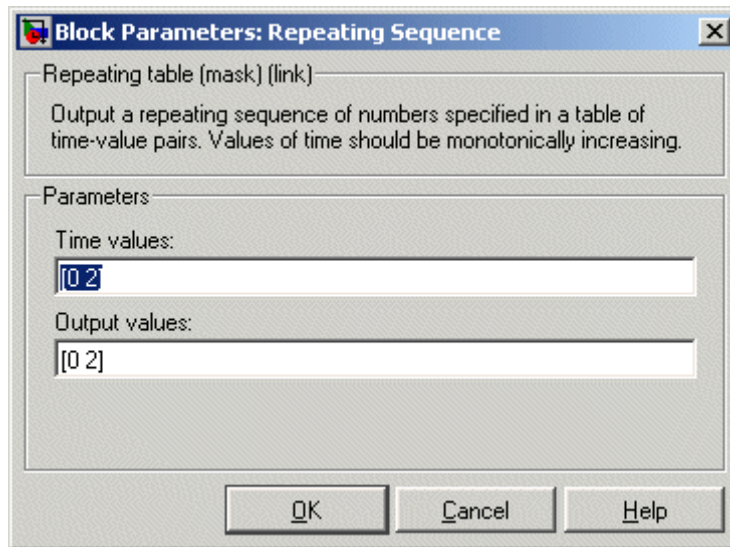 Block Parameters: Repeating Sequence
Repeating table (mask) (link)
Output a repeating sequence of numbers specified in a table of
time-value pairs. Values of time should be monotonically increasing.
Parameters
Time values:
[0 2]
Output values:
[0 2]
OK Cancel Help